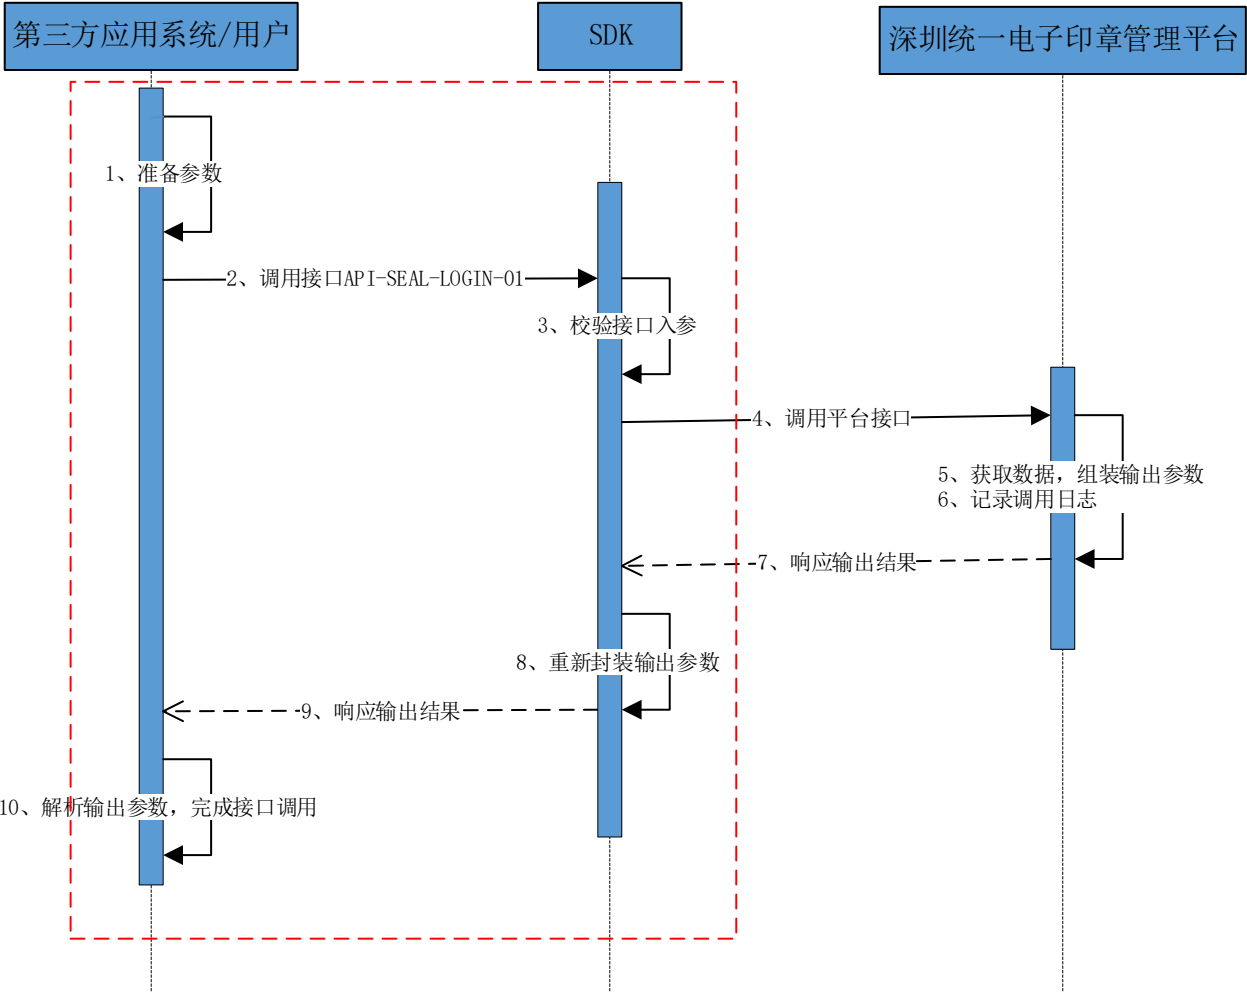 第三方应用系统/用户
SDK
深圳统一电子印章管理平台
1、准备参数
2、调用接口API-SEAL-LOGIN-01
3、校验接口入参
4、调用平台接口
5、获取数据，组装输出参数
6、记录调用日志
7、响应输出结果
8、重新封装输出参数
9、响应输出结果
10、解析输出参数，完成接口调用